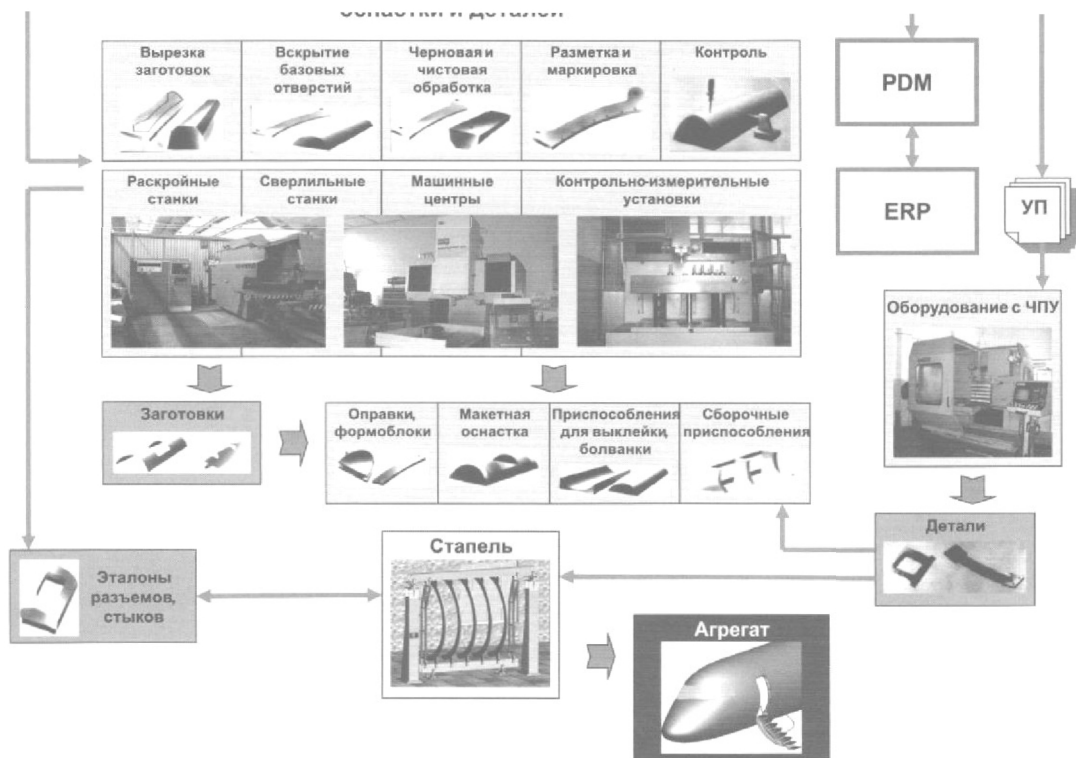 оснастки и деталей
Вырезка
заготовок
Вскрытие
базовых
отверстий
Черновая и
чистовая
обработка
Разметка и
маркировка
Контроль
PDM
ERP
УП
Раскройные
станки
Сверлильные
станки
Машинные
центры
Контрольно-измерительные
установки
Оборудование с ЧПУ
Заготовки
Оправки,
формоблоки
Макетная
оснастка
Приспособления
для выклейки,
болванки
Сборочные
приспособления
Детали
Эталоны
разъемов,
стыков
Стапель
Агрегат